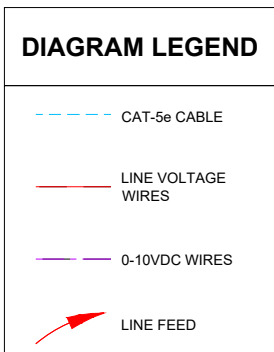 DIAGRAM LEGEND
CAT-5e CABLE
LINE VOLTAGE
WIRES
0-10VDC WIRES
LINE FEED